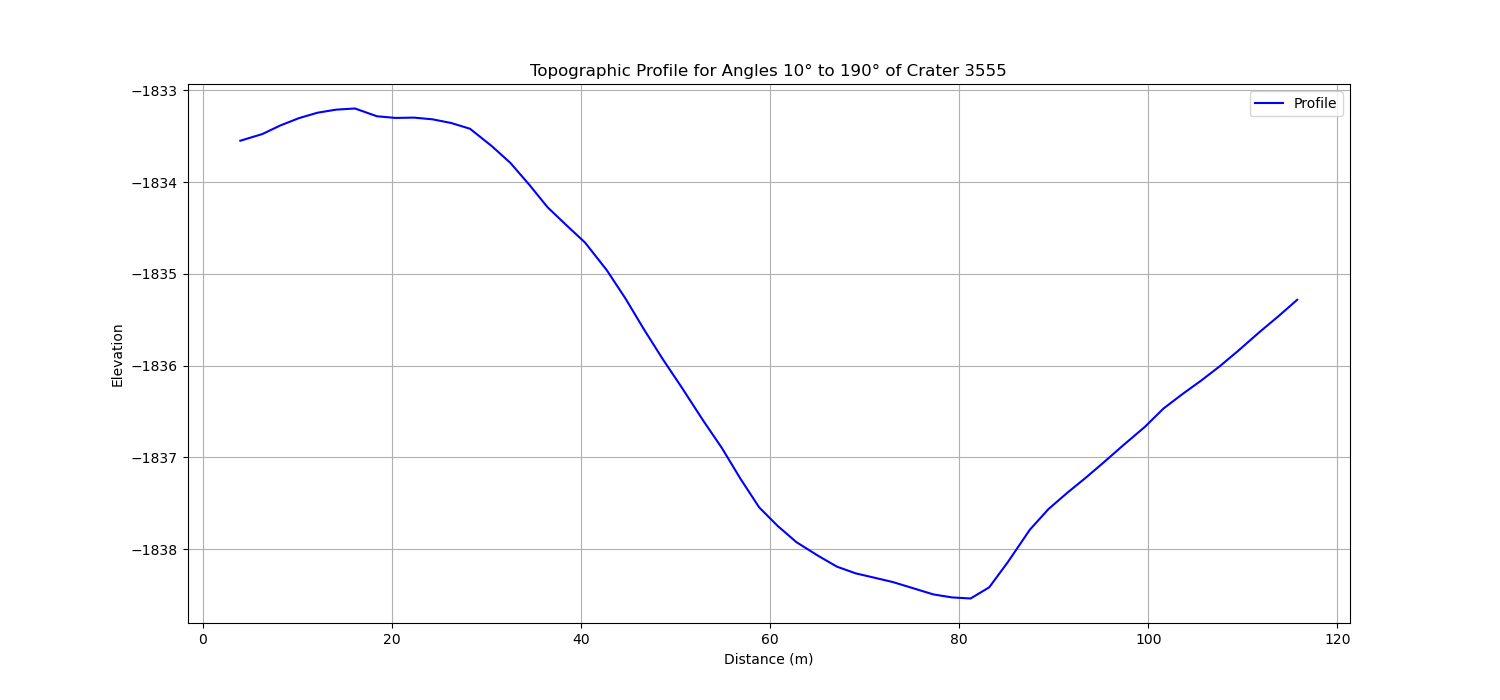 Topographic Profile for Angles 10° to 190° of Crater 3555
Profile
−1833
−1834
−1835
−1836
−1837
−1838
Elevation
0 20 40 60 80 100 120
Distance (m)